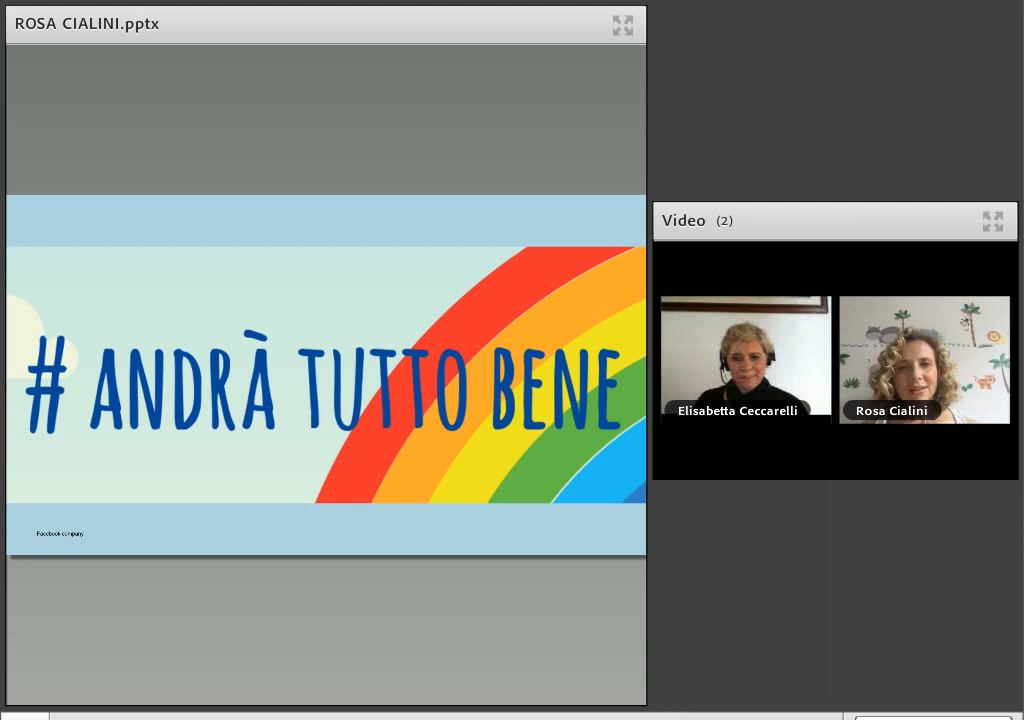 ROSA CIALINI.pptx
# ANDRÀ TUTTO BENE
Facebook company
Video (2)
Elisabetta Ceccarelli
Rosa Cialini